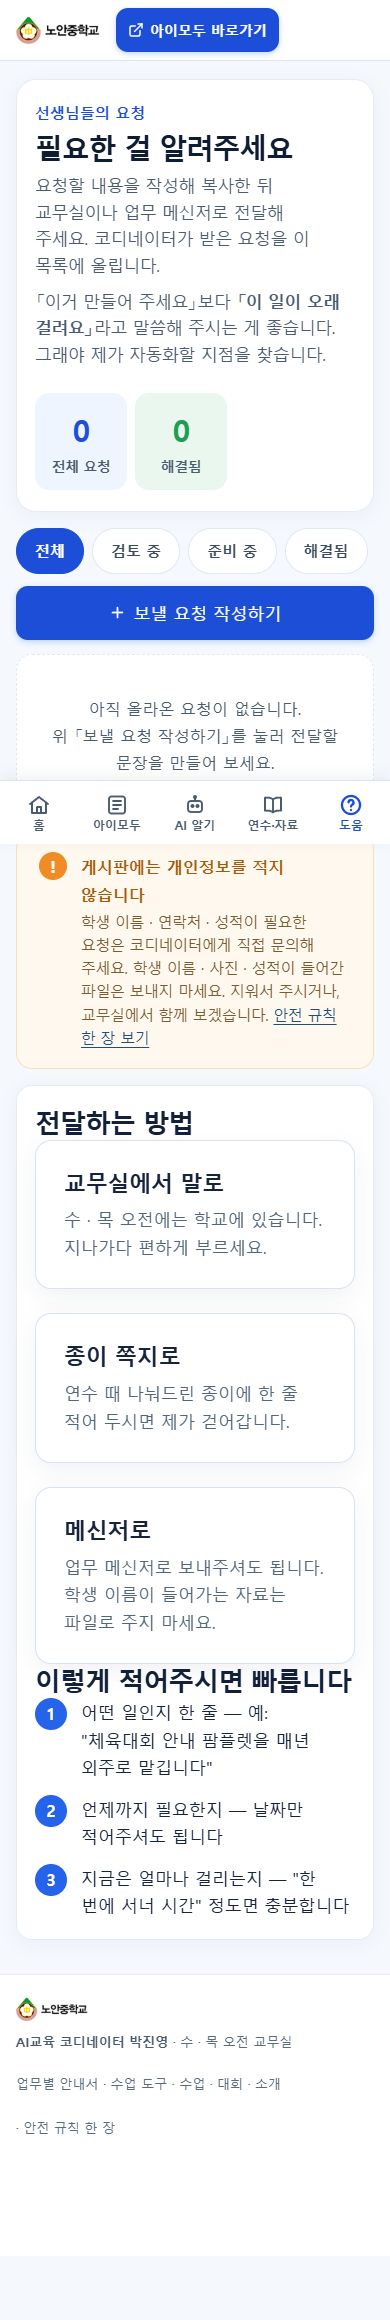 노안중학교
아이모두 바로가기
선생님들의 요청
필요한 걸 알려주세요
요청할 내용을 작성해 복사한 뒤
교무실이나 업무 메신저로 전달해
주세요. 코디네이터가 받은 요청을 이
목록에 올립니다.
「이거 만들어 주세요」보다 「이 일이 오래
걸려요」라고 말씀해 주시는 게 좋습니다.
그래야 제가 자동화할 지점을 찾습니다.
0
전체 요청
0
해결됨
전체
검토 중
준비 중
해결됨
+ 보낼 요청 작성하기
아직 올라온 요청이 없습니다.
위 「보낼 요청 작성하기」를 눌러 전달할
문장을 만들어 보세요.
홈
아이모두
AI 알기
연수·자료
도움
게시판에는 개인정보를 적지
않습니다
학생 이름 · 연락처 · 성적이 필요한
요청은 코디네이터에게 직접 문의해
주세요. 학생 이름 · 사진 · 성적이 들어간
파일은 보내지 마세요. 지워서 주시거나,
교무실에서 함께 보겠습니다. 안전 규칙
한 장 보기
전달하는 방법
교무실에서 말로
수 · 목 오전에는 학교에 있습니다.
지나가다 편하게 부르세요.
종이 쪽지로
연수 때 나눠드린 종이에 한 줄
적어 두시면 제가 걷어갑니다.
메신저로
업무 메신저로 보내주셔도 됩니다.
학생 이름이 들어가는 자료는
파일로 주지 마세요.
이렇게 적어주시면 빠릅니다
1 어떤 일인지 한 줄 — 예:
"체육대회 안내 팜플렛을 매년
외주로 맡깁니다"
2 언제까지 필요한지 — 날짜만
적어주셔도 됩니다
3 지금은 얼마나 걸리는지 — "한
번에 서너 시간" 정도면 충분합니다
노안중학교
AI교육 코디네이터 박진영 · 수 · 목 오전 교무실
업무별 안내서 · 수업 도구 · 수업 · 대회 · 소개
· 안전 규칙 한 장